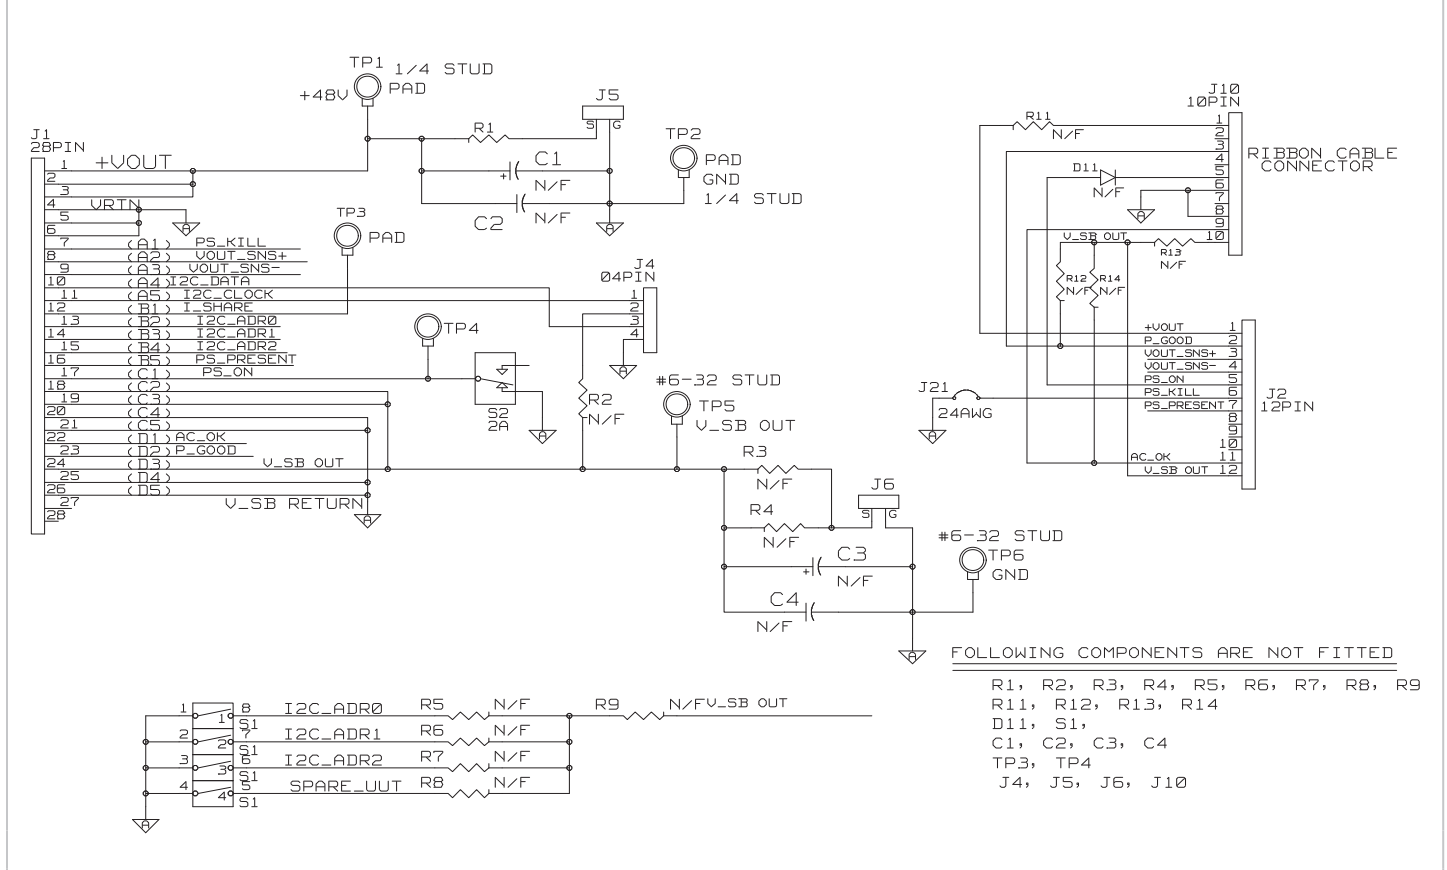 TP1 1/4 STUD
PAD
+48V
J5
S G
R1
C1
+
N/F
C2
N/F
TP2
PAD
GND
1/4 STUD
A
J1
28PIN
1 +VOUT
2
3
4 VRTN
5
6
A
7 (A1) PS_KILL
8 (A2) VOUT_SNS+
9 (A3) VOUT_SNS-
10 (A4) I2C_DATA
11 (A5) I2C_CLOCK
12 (B1) I_SHARE
13 (B2) I2C_ADR0
14 (B3) I2C_ADR1
15 (B4) I2C_ADR2
16 (B5) PS_PRESENT
17 (C1) PS_ON
18 (C2)
19 (C3)
20 (C4)
21 (C5)
22 (D1) AC_OK
23 (D2) P_GOOD
24 (D3) V_SB OUT
25 (D4)
26 (D5)
27 V_SB RETURN
28
A
TP3
PAD
TP4
S2
2A
A
J4
04PIN
1
2
3
4
A
R2
N/F
#6-32 STUD
TP5
V_SB OUT
R3
N/F
R4
N/F
J6
S G
C3
+
N/F
C4
N/F
#6-32 STUD
TP6
GND
A
J10
10PIN
R11
N/F
1
2
3
4
5
6
7
8
9
10
RIBBON CABLE
CONNECTOR
D11
N/F
A
V_SB OUT
R13
N/F
R12
N/F
R14
N/F
+VOUT 1
P_GOOD 2
VOUT_SNS+ 3
VOUT_SNS- 4
PS_ON 5
PS_KILL 6
PS_PRESENT 7
8
9
10
AC_OK 11
V_SB OUT 12
J2
12PIN
J21
24AWG
A
FOLLOWING COMPONENTS ARE NOT FITTED
R1, R2, R3, R4, R5, R6, R7, R8, R9
R11, R12, R13, R14
D11, S1,
C1, C2, C3, C4
TP3, TP4
J4, J5, J6, J10
1 1 8 S1 I2C_ADR0 R5 N/F R9 N/F V_SB OUT
2 2 7 S1 I2C_ADR1 R6 N/F
3 3 6 S1 I2C_ADR2 R7 N/F
4 4 5 S1 SPARE_UUT R8 N/F
A